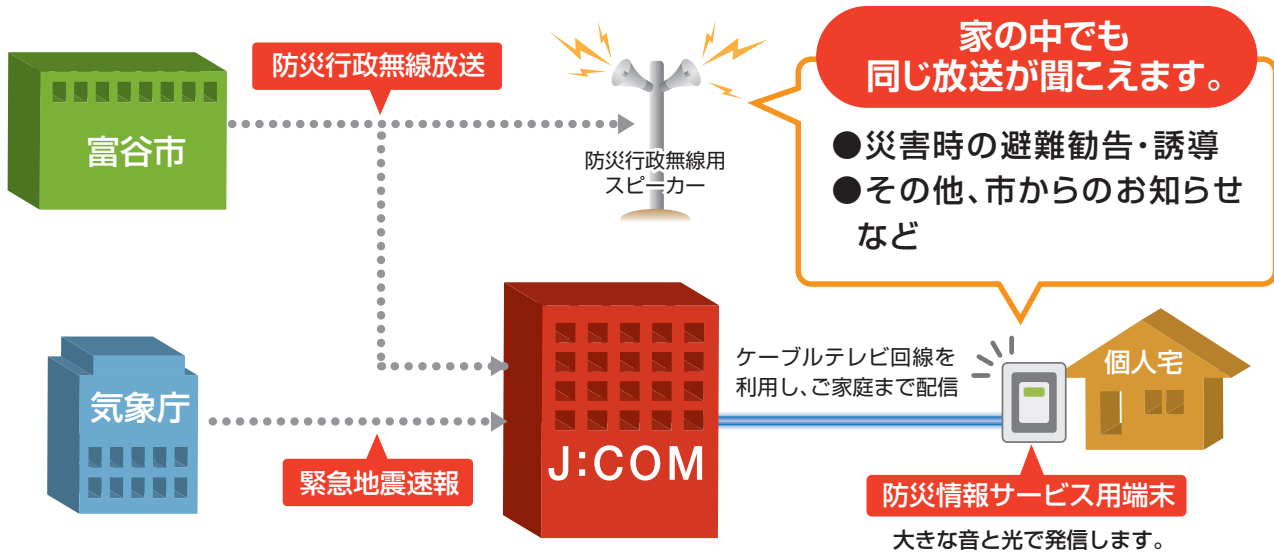 防災行政無線放送
富谷市
防災行政無線用
スピーカー
家の中でも
同じ放送が聞こえます。
●災害時の避難勧告・誘導
●その他、市からのお知らせ
など
気象庁
緊急地震速報
J:COM
ケーブルテレビ回線を
利用し、ご家庭まで配信
個人宅
防災情報サービス用端末
大きな音と光で発信します。